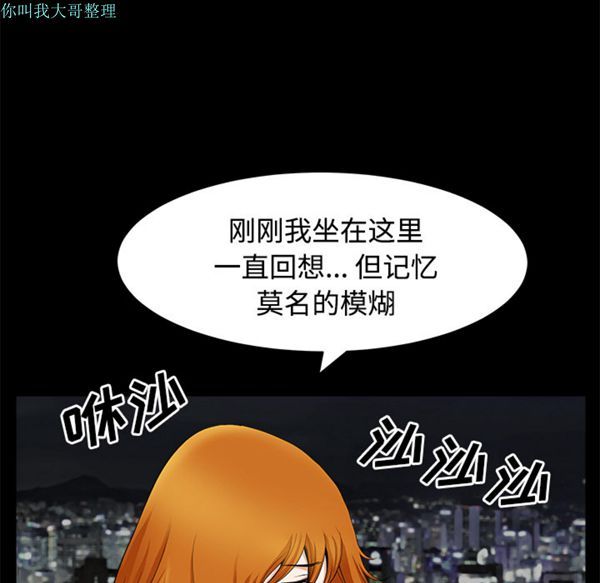 你叫我大哥整理
刚刚我坐在这里
一直回想... 但记忆
莫名的模煳
咻沙
沙沙沙